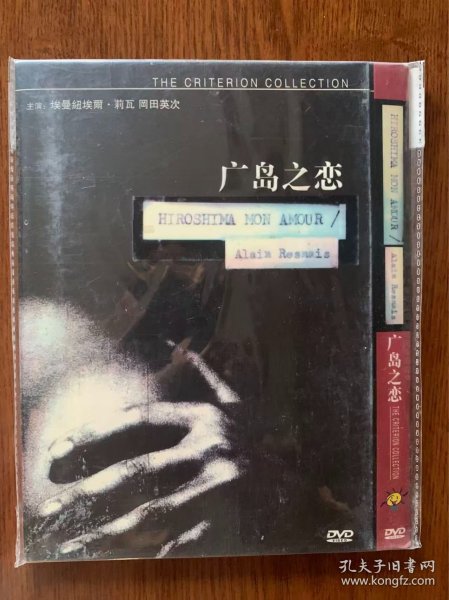 THE CRITERION COLLECTION
主演：埃曼紐埃爾·莉瓦 岡田英次
广岛之恋
HIROSHIMA MON AMOUR /
Alain Resnais
DVD
VIDEO
HIROSHIMA MON AMOUR /
Alain Resnais
广岛之恋
THE CRITERION COLLECTION
DVD
孔夫子旧书网
www.kongfz.com